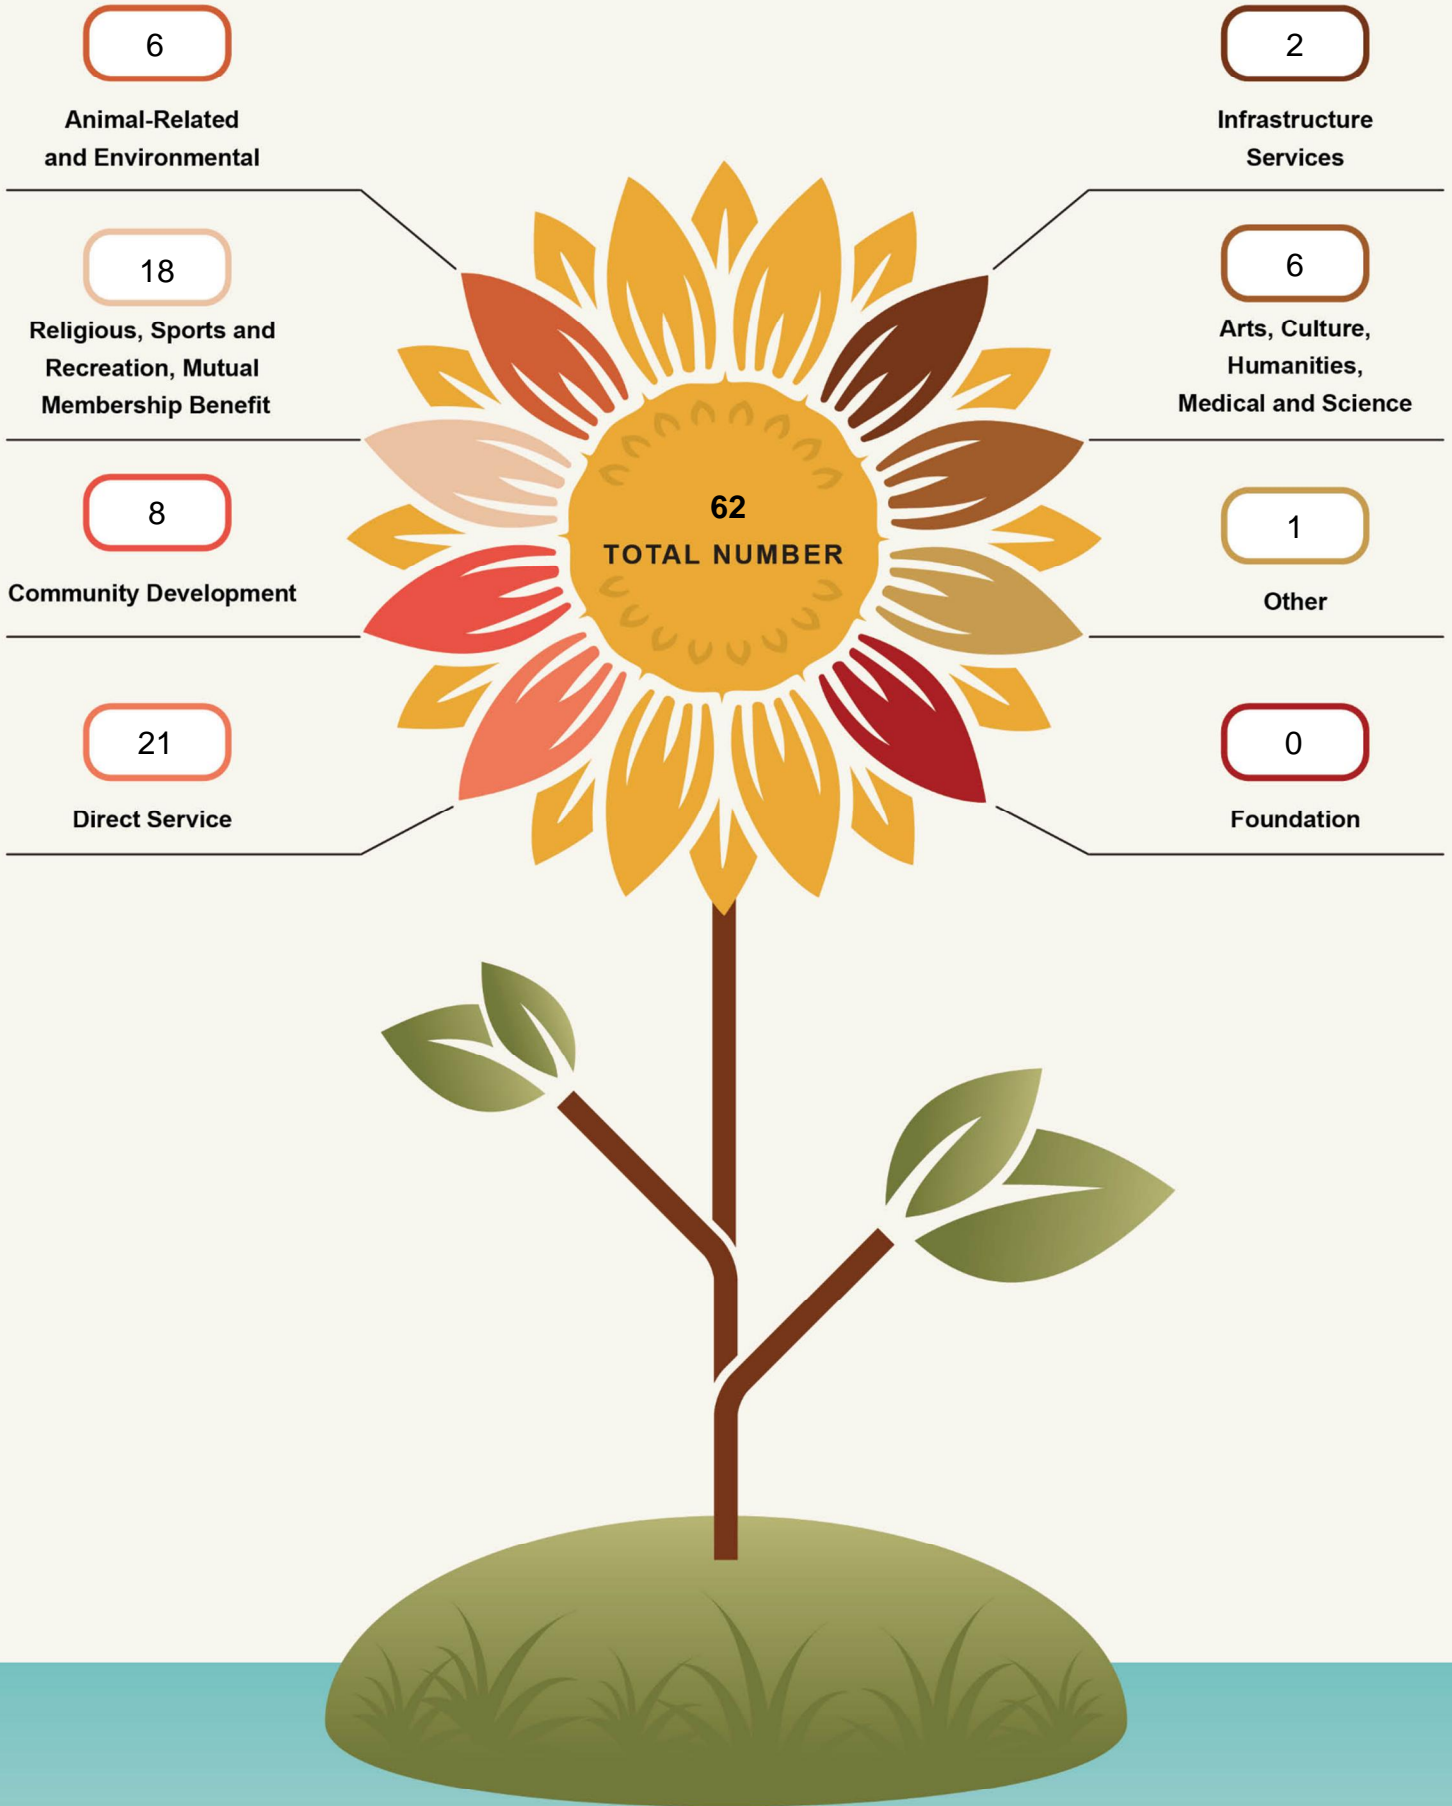 6
Animal-Related
and Environmental
18
Religious, Sports and
Recreation, Mutual
Membership Benefit
8
Community Development
21
Direct Service
62
TOTAL NUMBER
2
Infrastructure
Services
6
Arts, Culture,
Humanities,
Medical and Science
1
Other
0
Foundation